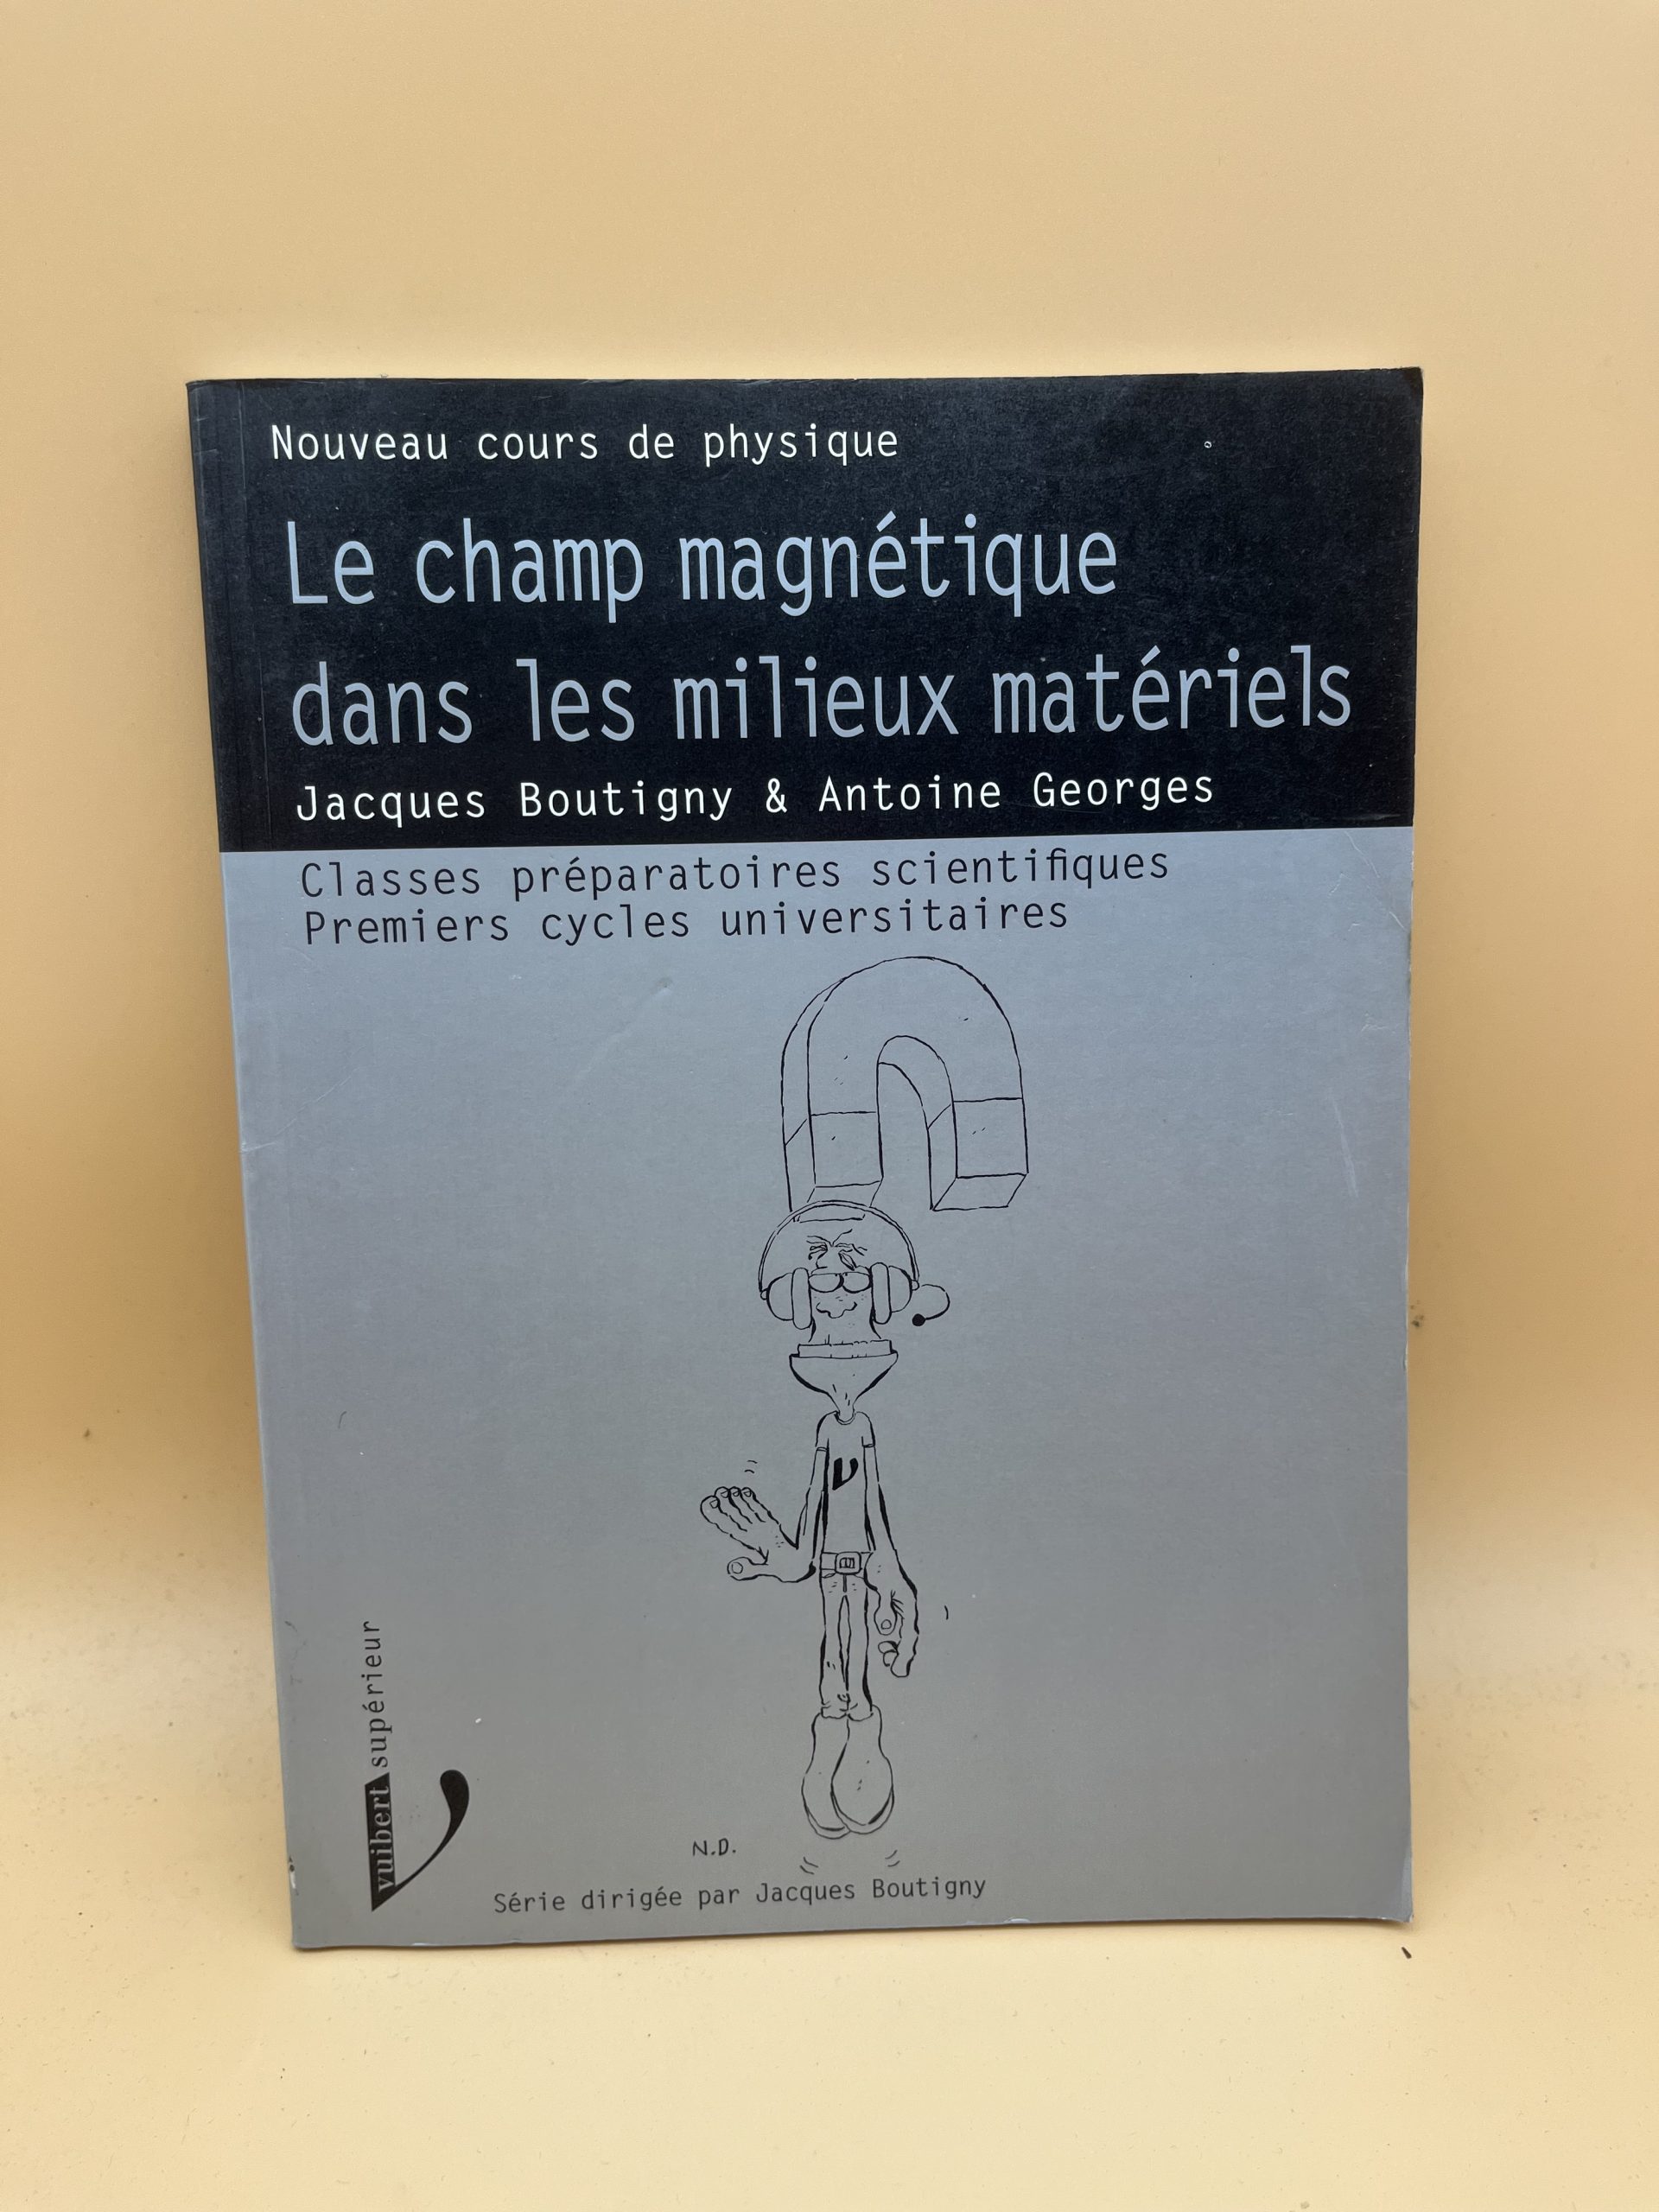 Nouveau cours de physique
Le champ magnétique
dans les milieux matériels
Jacques Boutigny & Antoine Georges
Classes préparatoires scientifiques
Premiers cycles universitaires
vuibert supérieur
N.D.
Série dirigée par Jacques Boutigny